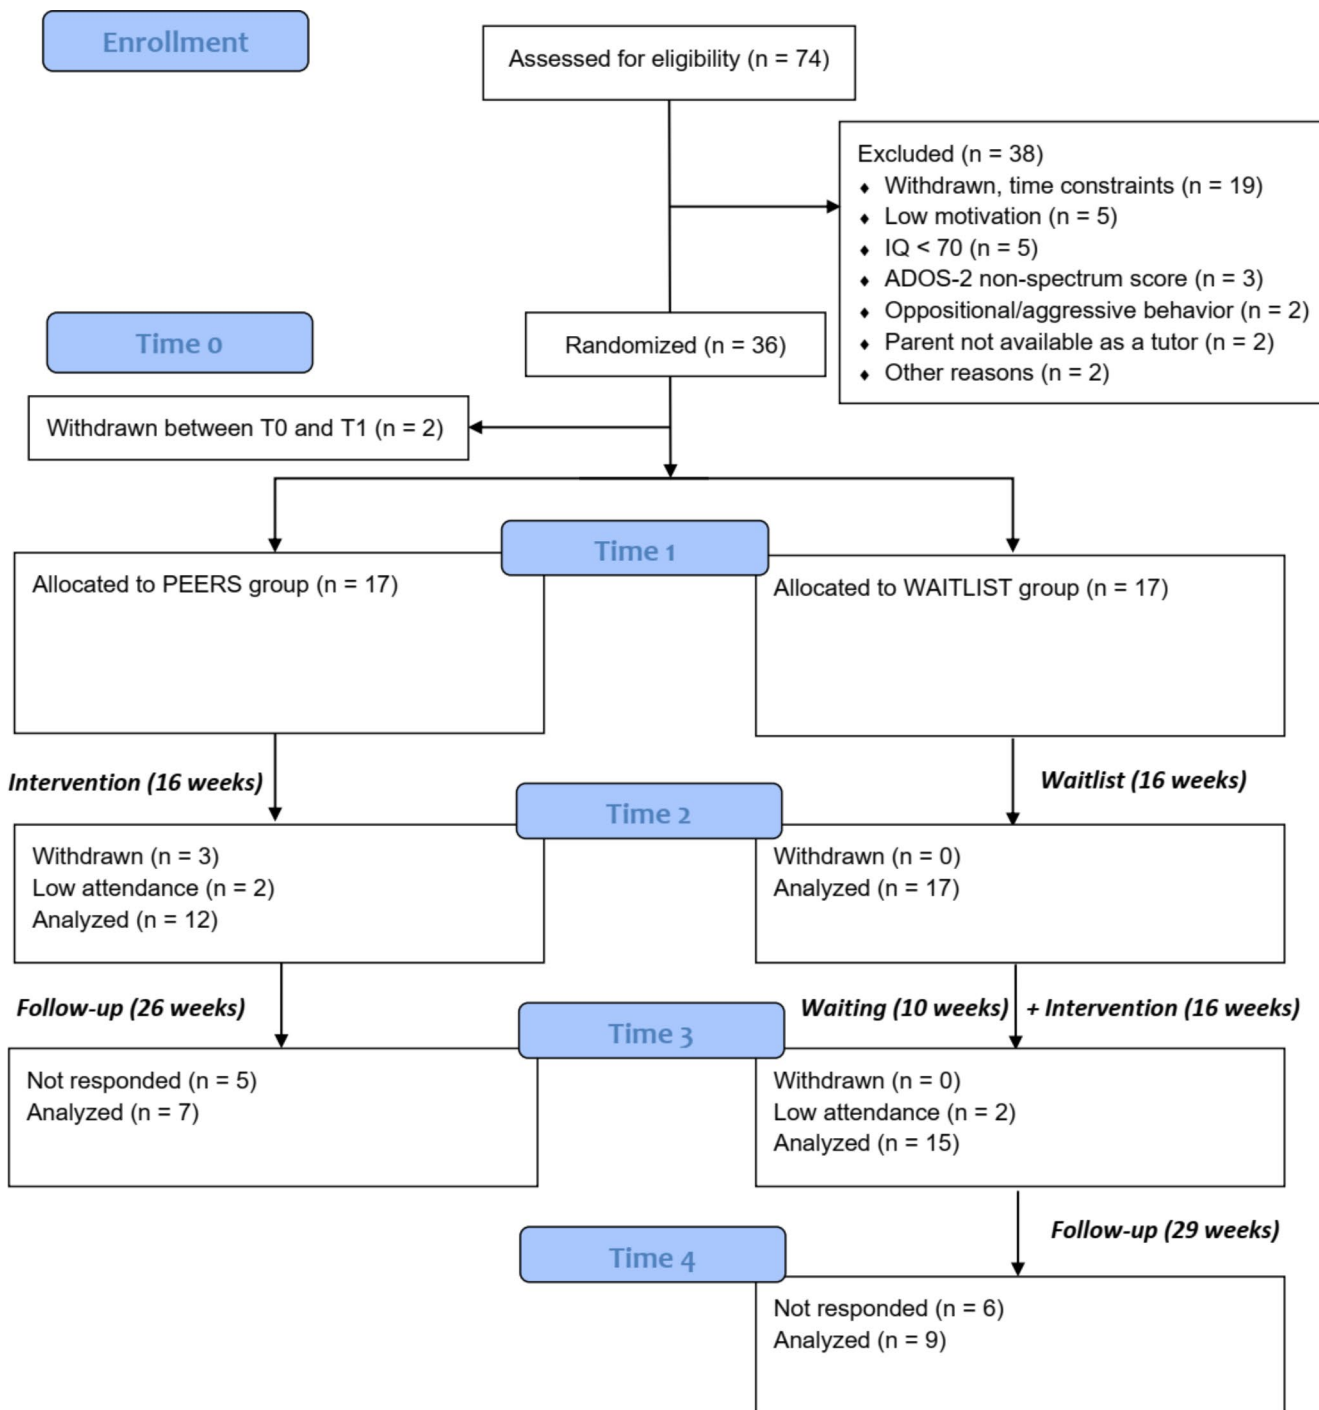 Enrollment
Assessed for eligibility (n = 74)
Excluded (n = 38)
♦ Withdrawn, time constraints (n = 19)
♦ Low motivation (n = 5)
♦ IQ < 70 (n = 5)
♦ ADOS-2 non-spectrum score (n = 3)
♦ Oppositional/aggressive behavior (n = 2)
♦ Parent not available as a tutor (n = 2)
♦ Other reasons (n = 2)
Time 0
Randomized (n = 36)
Withdrawn between T0 and T1 (n = 2)
Time 1
Allocated to PEERS group (n = 17)
Allocated to WAITLIST group (n = 17)
Intervention (16 weeks)
Waitlist (16 weeks)
Time 2
Withdrawn (n = 3)
Low attendance (n = 2)
Analyzed (n = 12)
Withdrawn (n = 0)
Analyzed (n = 17)
Follow-up (26 weeks)
Waiting (10 weeks) + Intervention (16 weeks)
Time 3
Not responded (n = 5)
Analyzed (n = 7)
Withdrawn (n = 0)
Low attendance (n = 2)
Analyzed (n = 15)
Follow-up (29 weeks)
Time 4
Not responded (n = 6)
Analyzed (n = 9)